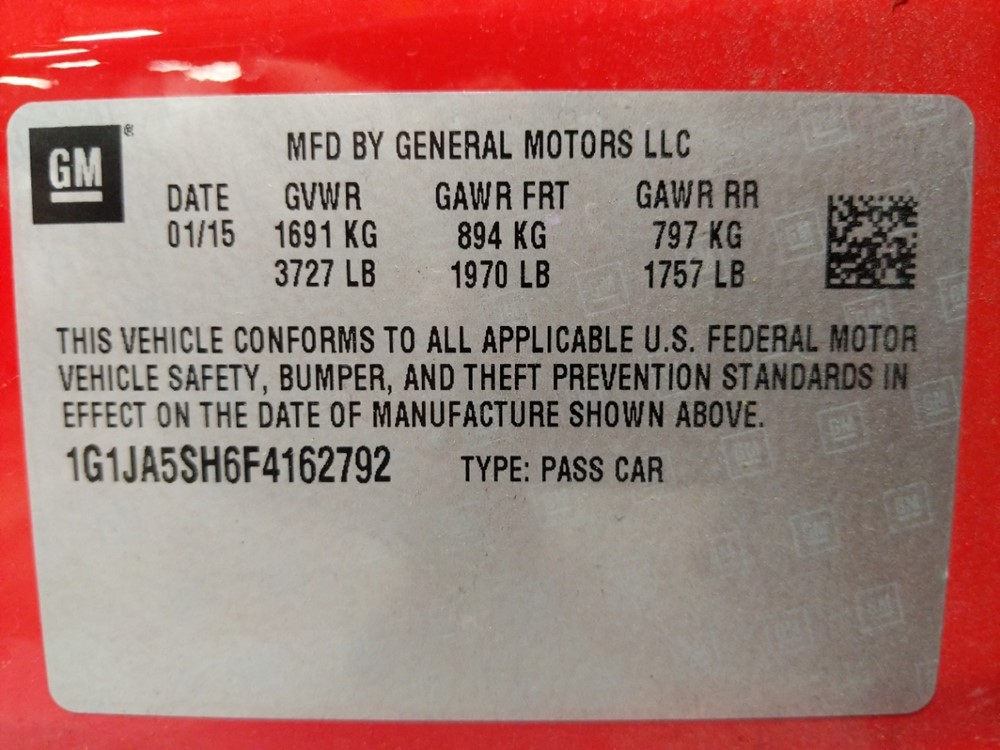 GM®
MFD BY GENERAL MOTORS LLC
DATE GVWR GAWR FRT GAWR RR
01/15 1691 KG 894 KG 797 KG
3727 LB 1970 LB 1757 LB
THIS VEHICLE CONFORMS TO ALL APPLICABLE U.S. FEDERAL MOTOR
VEHICLE SAFETY, BUMPER, AND THEFT PREVENTION STANDARDS IN
EFFECT ON THE DATE OF MANUFACTURE SHOWN ABOVE.
1G1JA5SH6F4162792 TYPE: PASS CAR